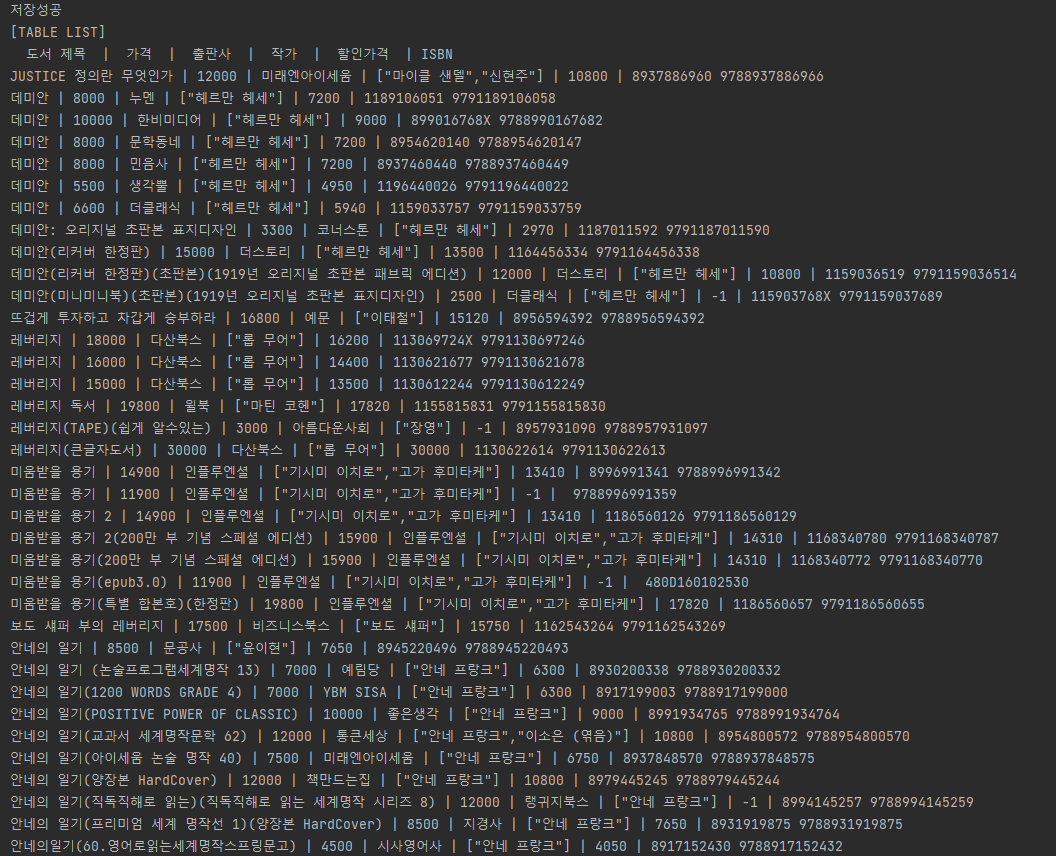 저장성공
[TABLE LIST]
도서 제목 | 가격 | 출판사 | 작가 | 할인가격 | ISBN
JUSTICE 정의란 무엇인가 | 12000 | 미래엔아이세움 | ["마이클 샌델","신현주"] | 10800 | 8937886960 9788937886966
데미안 | 8000 | 누멘 | ["헤르만 헤세"] | 7200 | 1189106051 9791189106058
데미안 | 10000 | 한비미디어 | ["헤르만 헤세"] | 9000 | 899016768X 9788990167682
데미안 | 8000 | 문학동네 | ["헤르만 헤세"] | 7200 | 8954620140 9788954620147
데미안 | 8000 | 민음사 | ["헤르만 헤세"] | 7200 | 8937460440 9788937460449
데미안 | 5500 | 생각뿔 | ["헤르만 헤세"] | 4950 | 1196440026 9791196440022
데미안 | 6600 | 더클래식 | ["헤르만 헤세"] | 5940 | 1159033757 9791159033759
데미안: 오리지널 초판본 표지디자인 | 3300 | 코너스톤 | ["헤르만 헤세"] | 2970 | 1187011592 9791187011590
데미안(리커버 한정판) | 15000 | 더스토리 | ["헤르만 헤세"] | 13500 | 1164456334 9791164456338
데미안(리커버 한정판)(초판본)(1919년 오리지널 초판본 패브릭 에디션) | 12000 | 더스토리 | ["헤르만 헤세"] | 10800 | 1159036519 9791159036514
데미안(미니미니북)(초판본)(1919년 오리지널 초판본 표지디자인) | 2500 | 더클래식 | ["헤르만 헤세"] | -1 | 115903768X 9791159037689
뜨겁게 투자하고 차갑게 승부하라 | 16800 | 예문 | ["이태철"] | 15120 | 8956594392 9788956594392
레버리지 | 18000 | 다산북스 | ["롭 무어"] | 16200 | 113069724X 9791130697246
레버리지 | 16000 | 다산북스 | ["롭 무어"] | 14400 | 1130621677 9791130621678
레버리지 | 15000 | 다산북스 | ["롭 무어"] | 13500 | 1130612244 9791130612249
레버리지 독서 | 19800 | 윌북 | ["마틴 코헨"] | 17820 | 1155815831 9791155815830
레버리지(TAPE)(쉽게 알수있는) | 3000 | 아름다운사회 | ["장영"] | -1 | 8957931090 9788957931097
레버리지(큰글자도서) | 30000 | 다산북스 | ["롭 무어"] | 30000 | 1130622614 9791130622613
미움받을 용기 | 14900 | 인플루엔셜 | ["기시미 이치로","고가 후미타케"] | 13410 | 8996991341 9788996991342
미움받을 용기 | 11900 | 인플루엔셜 | ["기시미 이치로","고가 후미타케"] | -1 |  9788996991359
미움받을 용기 2 | 14900 | 인플루엔셜 | ["기시미 이치로","고가 후미타케"] | 13410 | 1186560126 9791186560129
미움받을 용기 2(200만 부 기념 스페셜 에디션) | 15900 | 인플루엔셜 | ["기시미 이치로","고가 후미타케"] | 14310 | 1168340780 9791168340787
미움받을 용기(200만 부 기념 스페셜 에디션) | 15900 | 인플루엔셜 | ["기시미 이치로","고가 후미타케"] | 14310 | 1168340772 9791168340770
미움받을 용기(epub3.0) | 11900 | 인플루엔셜 | ["기시미 이치로","고가 후미타케"] | -1 |  480D160102530
미움받을 용기(특별 합본호)(한정판) | 19800 | 인플루엔셜 | ["기시미 이치로","고가 후미타케"] | 17820 | 1186560657 9791186560655
보도 섀퍼 부의 레버리지 | 17500 | 비즈니스북스 | ["보도 섀퍼"] | 15750 | 1162543264 9791162543269
안네의 일기 | 8500 | 문공사 | ["윤이현"] | 7650 | 8945220496 9788945220493
안네의 일기 (논술프로그램세계명작 13) | 7000 | 예림당 | ["안네 프랑크"] | 6300 | 8930200338 9788930200332
안네의 일기(1200 WORDS GRADE 4) | 7000 | YBM SISA | ["안네 프랑크"] | 6300 | 8917199003 9788917199000
안네의 일기(POSITIVE POWER OF CLASSIC) | 10000 | 좋은생각 | ["안네 프랑크"] | 9000 | 8991934765 9788991934764
안네의 일기(교과서 세계명작문학 62) | 12000 | 통큰세상 | ["안네 프랑크","이소은 (엮음)"] | 10800 | 8954800572 9788954800570
안네의 일기(아이세움 논술 명작 40) | 7500 | 미래엔아이세움 | ["안네 프랑크"] | 6750 | 8937848570 9788937848575
안네의 일기(양장본 HardCover) | 12000 | 책만드는집 | ["안네 프랑크"] | 10800 | 8979445245 9788979445244
안네의 일기(직독직해로 읽는)(직독직해로 읽는 세계명작 시리즈 8) | 12000 | 랭귀지북스 | ["안네 프랑크"] | -1 | 8994145257 9788994145259
안네의 일기(프리미엄 세계 명작선 1)(양장본 HardCover) | 8500 | 지경사 | ["안네 프랑크"] | 7650 | 8931919875 9788931919875
안네의일기(60.영어로읽는세계명작스프링문고) | 4500 | 시사영어사 | ["안네 프랑크"] | 4050 | 8917152430 9788917152432